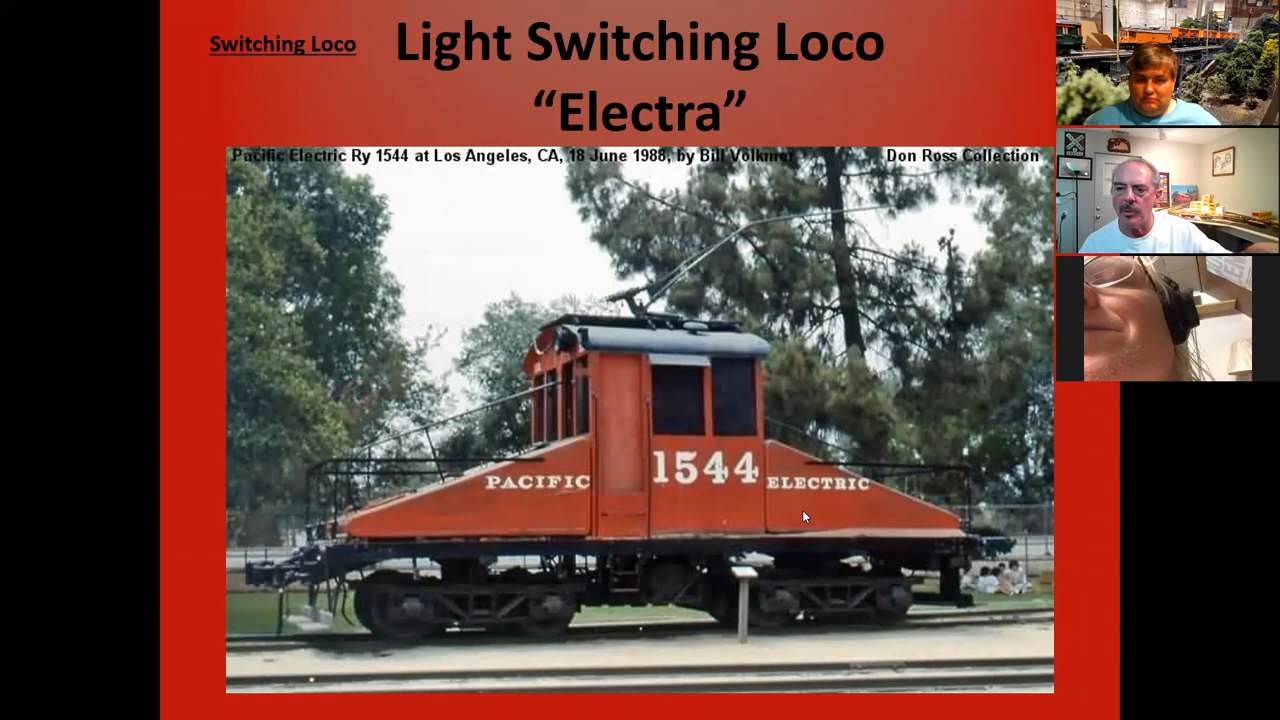 Switching Loco
Light Switching Loco
“Electra”
Pacific Electric Ry 1544 at Los Angeles, CA, 18 June 1988, by Bill Volkmer
Don Ross Collection
PACIFIC
1544
ELECTRIC